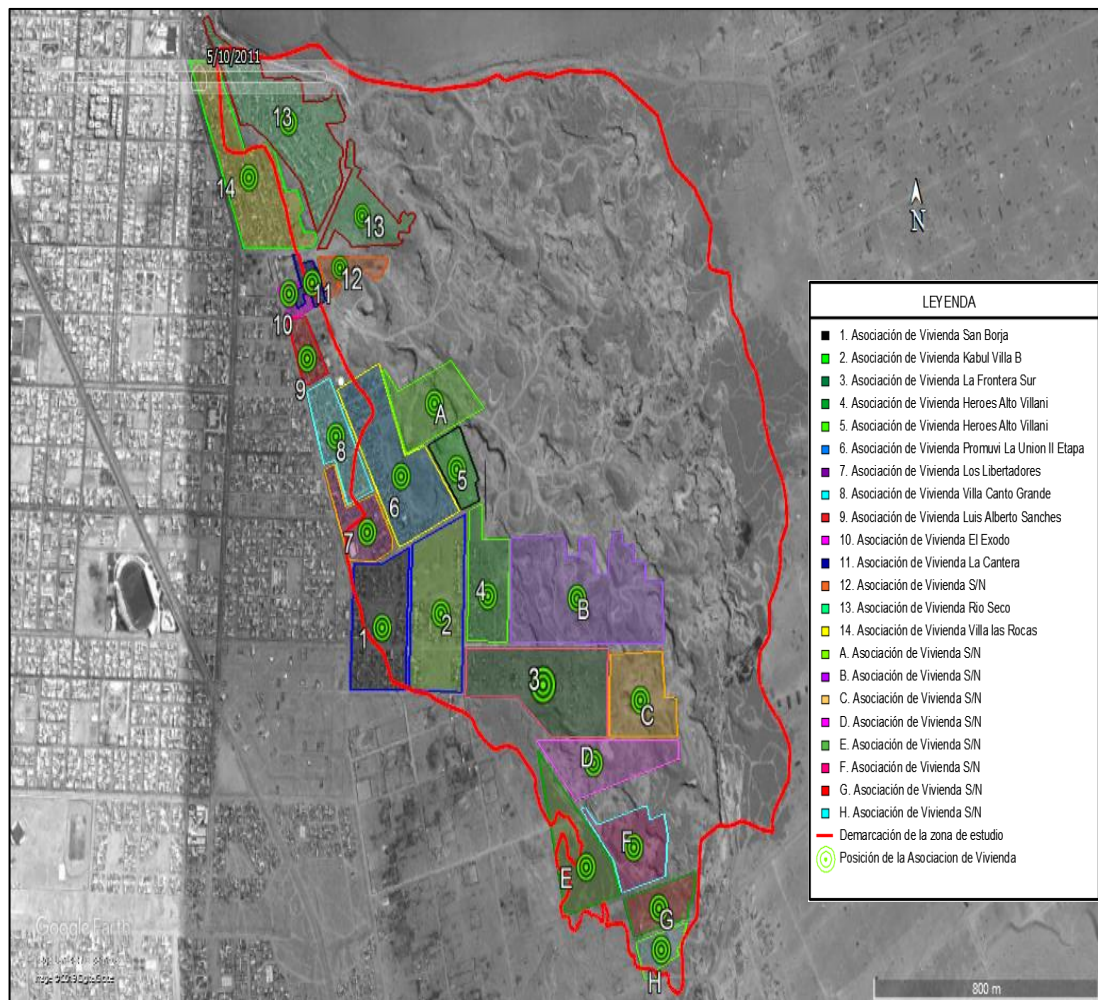 5/10/2011
13
14
13
12
11
10
9
A
8
5
6
7
4
B
2
1
3
C
D
F
E
G
H
N
LEYENDA
1. Asociación de Vivienda San Borja
2. Asociación de Vivienda Kabul Villa B
3. Asociación de Vivienda La Frontera Sur
4. Asociación de Vivienda Heroes Alto Villani
5. Asociación de Vivienda Heroes Alto Villani
6. Asociación de Vivienda Promuvi La Union II Etapa
7. Asociación de Vivienda Los Libertadores
8. Asociación de Vivienda Villa Canto Grande
9. Asociación de Vivienda Luis Alberto Sanches
10. Asociación de Vivienda El Exodo
11. Asociación de Vivienda La Cantera
12. Asociación de Vivienda S/N
13. Asociación de Vivienda Rio Seco
14. Asociación de Vivienda Villa las Rocas
A. Asociación de Vivienda S/N
B. Asociación de Vivienda S/N
C. Asociación de Vivienda S/N
D. Asociación de Vivienda S/N
E. Asociación de Vivienda S/N
F. Asociación de Vivienda S/N
G. Asociación de Vivienda S/N
H. Asociación de Vivienda S/N
Demarcación de la zona de estudio
Posición de la Asociacion de Vivienda
Google Earth
800 m